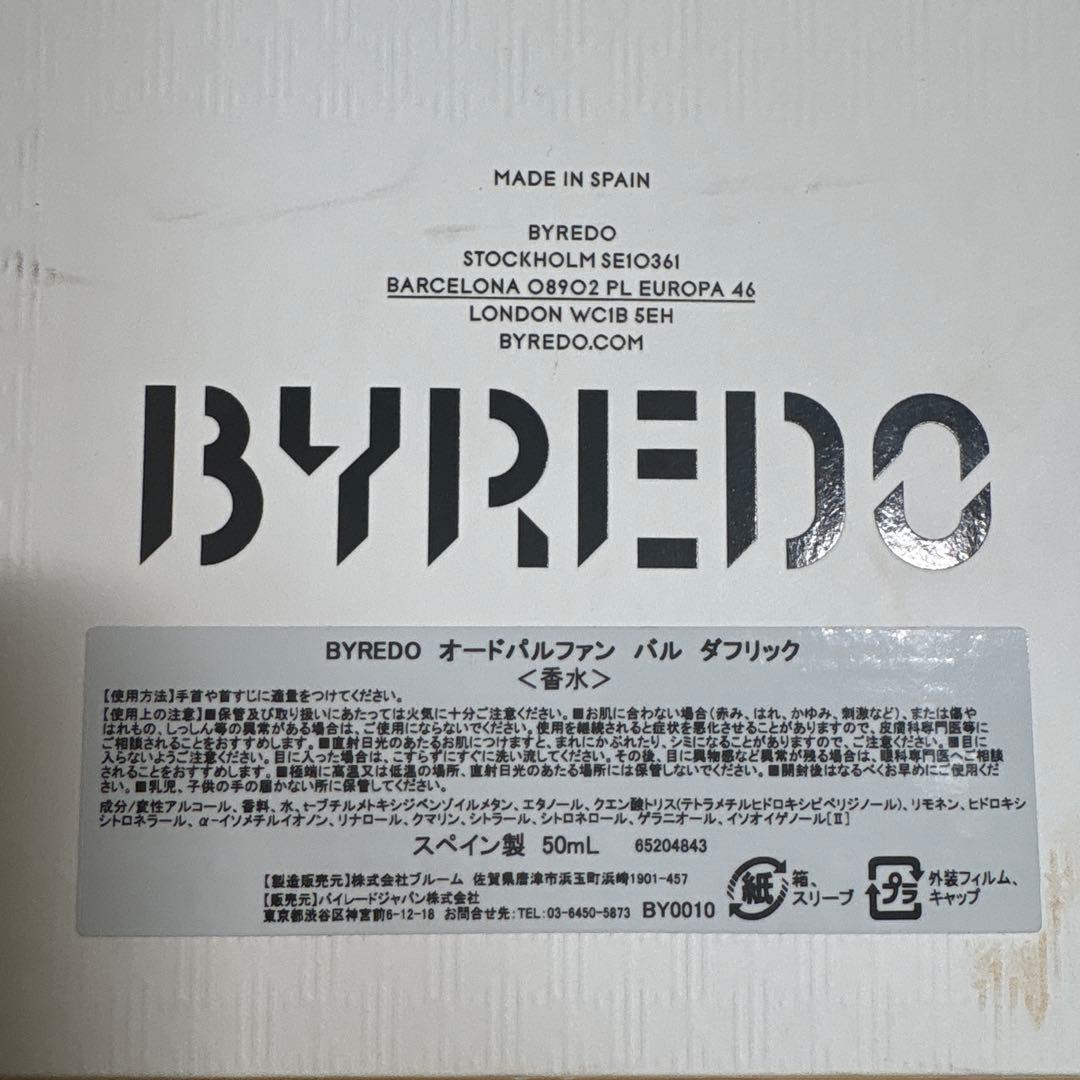 MADE IN SPAIN
BYREDO
STOCKHOLM SE10361
BARCELONA 08902 PL EUROPA 46
LONDON WC1B 5EH
BYREDO.COM
BYREDO
BYREDO オードパルファン バル ダフリック
＜香水＞
【使用方法】手首や首すじに適量をつけてください。
【使用上の注意】■保管及び取り扱いにあたっては火気に十分ご注意ください。■お肌に合わない場合(赤み、はれ、かゆみ、刺激など)、または傷や
はれもの、しっしん等の異常がある場合は、ご使用にならないでください。使用を継続されると症状を悪化させることがありますので、皮膚科専門医等に
ご相談されることをおすすめします。■直射日光のあたるお肌につけますと、まれにかぶれたり、シミになることがありますので、ご注意ください。■目に
入らないようご注意ください。目に入った場合は、こすらずにすぐに洗い流してください。その後、目に異物感など異常が残る場合は、眼科専門医へご相談
されることをおすすめします。■極端に高温又は低温の場所、直射日光のあたる場所には保管しないでください。■開封後はなるべくお早めにご使用くだ
さい。■乳児、子供の手の届かない所に保管してください。
成分/変性アルコール、香料、水、t-ブチルメトキシジベンゾイルメタン、エタノール、クエン酸トリス(テトラメチルヒドロキシピペリジノール)、リモネン、ヒドロキシ
シトロネラール、α-イソメチルイオノン、リナロール、クマリン、シトラール、シトロネロール、ゲラニオール、イソオイゲノール[Ⅱ]
スペイン製 50mL 65204843
【製造販売元】株式会社ブルーム 佐賀県唐津市浜玉町浜崎1901-457
【販売元】バイレードジャパン株式会社
東京都渋谷区神宮前6-12-18 お問合せ先:TEL:03-6450-5873 BY0010
紙 箱、
スリーブ
プラ 外装フィルム、
キャップ